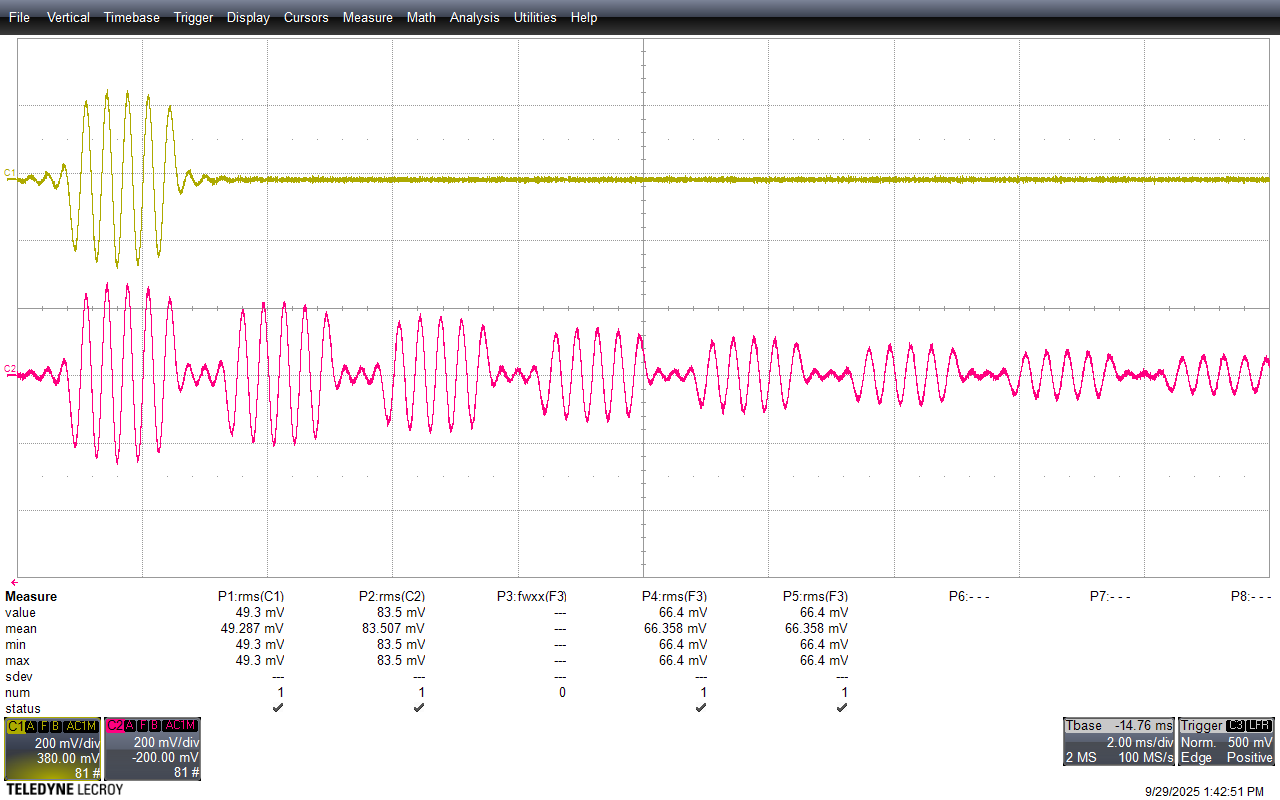 File Vertical Timebase Trigger Display Cursors Measure Math Analysis Utilities Help
C1
C2
Measure P1:rms(C1) P2:rms(C2) P3:fwxx(F3) P4:rms(F3) P5:rms(F3) P6:- - - P7:- - - P8:- - -
value 49.3 mV 83.5 mV --- 66.4 mV 66.4 mV
mean 49.287 mV 83.507 mV --- 66.358 mV 66.358 mV
min 49.3 mV 83.5 mV --- 66.4 mV 66.4 mV
max 49.3 mV 83.5 mV --- 66.4 mV 66.4 mV
sdev --- --- --- --- ---
num 1 1 0 1 1
status
C1 A F B AC1M C2 A F B AC1M Tbase -14.76 ms Trigger C3 LFR
200 mV/div 200 mV/div 2.00 ms/div Norm. 500 mV
380.00 mV -200.00 mV 2 MS 100 MS/s Edge Positive
81 # 81 #
TELEDYNE LECROY 9/29/2025 1:42:51 PM